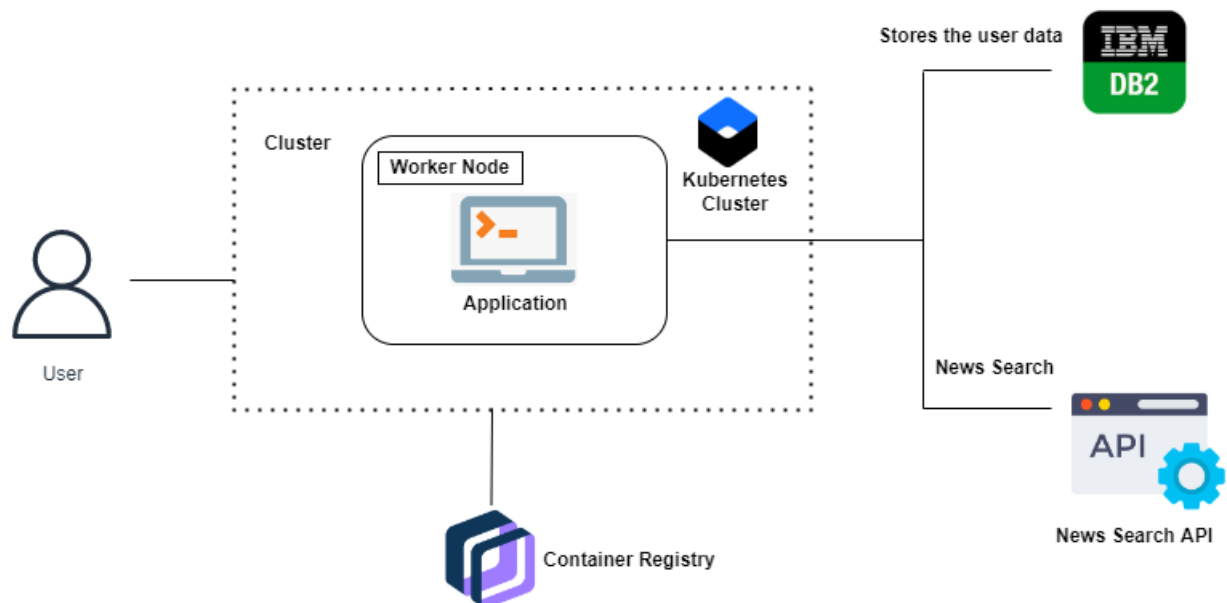 Stores the user data
IBM
DB2
Cluster
Worker Node
Kubernetes
Cluster
Application
User
News Search
API
News Search API
Container Registry